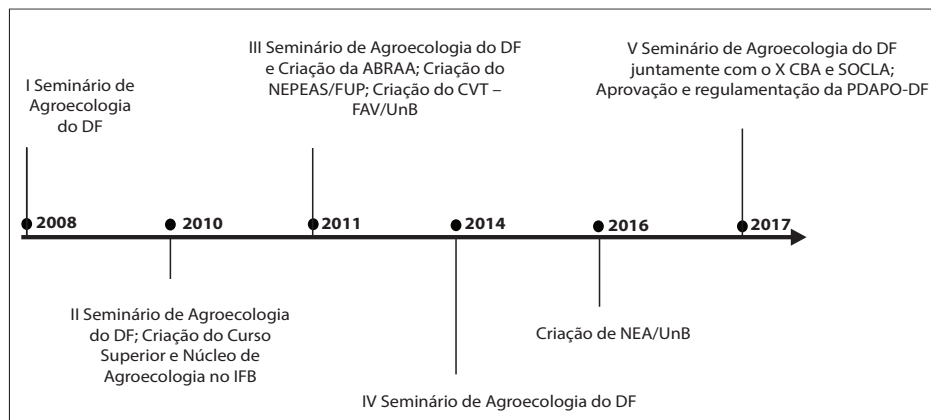 I Seminário de
Agroecologia
do DF
III Seminário de Agroecologia do DF
e Criação da ABRAA; Criação do
NEPEAS/FUP; Criação do CVT –
FAV/UnB
V Seminário de Agroecologia do DF
juntamente com o X CBA e SOCLA;
Aprovação e regulamentação da PDAPO-DF
2008
2010
2011
2014
2016
2017
II Seminário de Agroecologia
do DF; Criação do Curso
Superior e Núcleo de
Agroecologia no IFB
IV Seminário de Agroecologia do DF
Criação de NEA/UnB